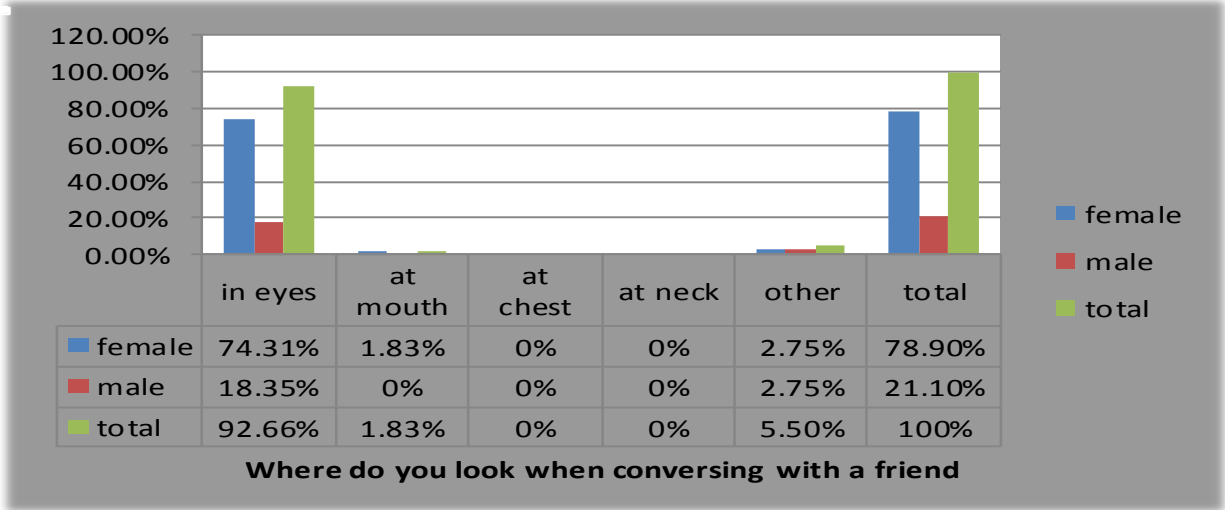 120.00%
100.00%
80.00%
60.00%
40.00%
20.00%
0.00%
in eyes at mouth at chest at neck other total
female 74.31% 1.83% 0% 0% 2.75% 78.90%
male 18.35% 0% 0% 0% 2.75% 21.10%
total 92.66% 1.83% 0% 0% 5.50% 100%
Where do you look when conversing with a friend
female
male
total